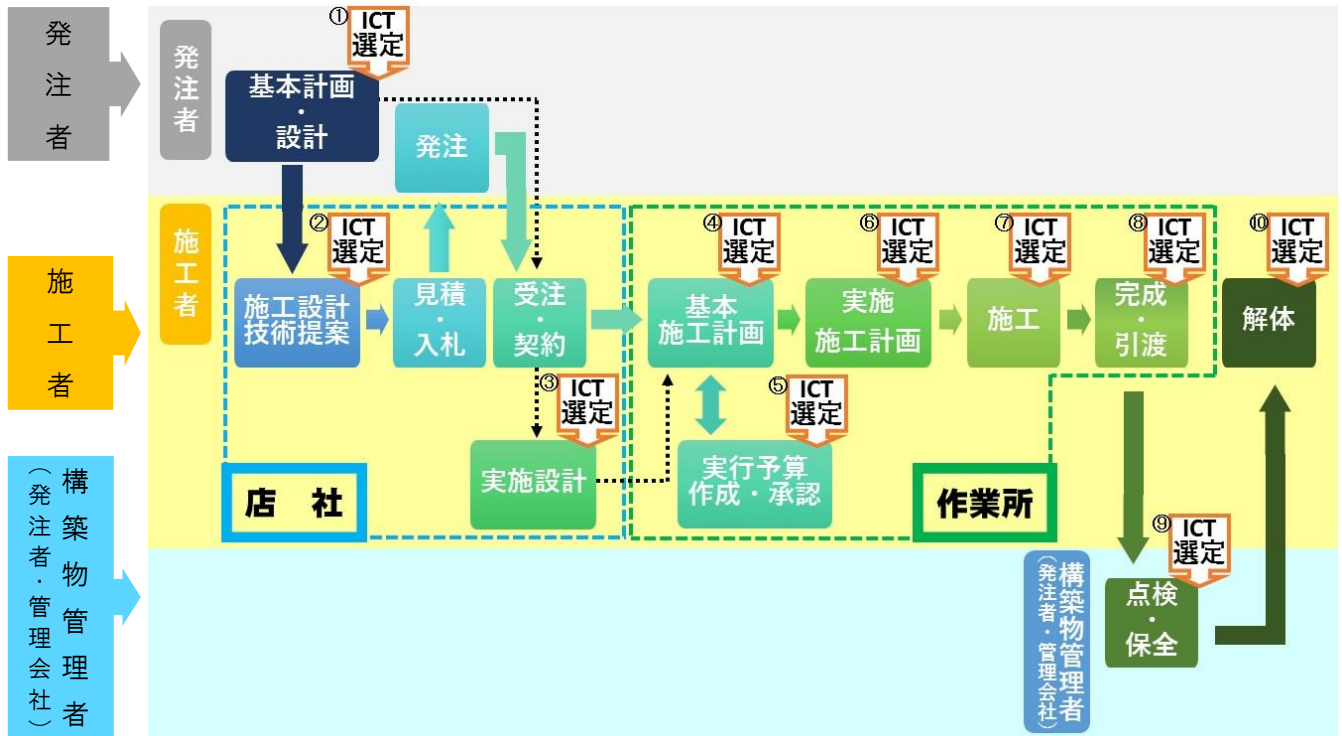 発注者
施工者
構築物管理者
（発注者・管理会社）
発注者
①
ICT
選定
基本計画
・
設計
発注
施工者
②
ICT
選定
施工設計
技術提案
見積
・
入札
受注
・
契約
③
ICT
選定
実施設計
店 社
④
ICT
選定
基本
施工計画
⑤
ICT
選定
実行予算
作成・承認
⑥
ICT
選定
実施
施工計画
⑦
ICT
選定
施工
⑧
ICT
選定
完成
・
引渡
作業所
⑩
ICT
選定
解体
構築物管理者
（発注者・管理会社）
⑨
ICT
選定
点検
・
保全